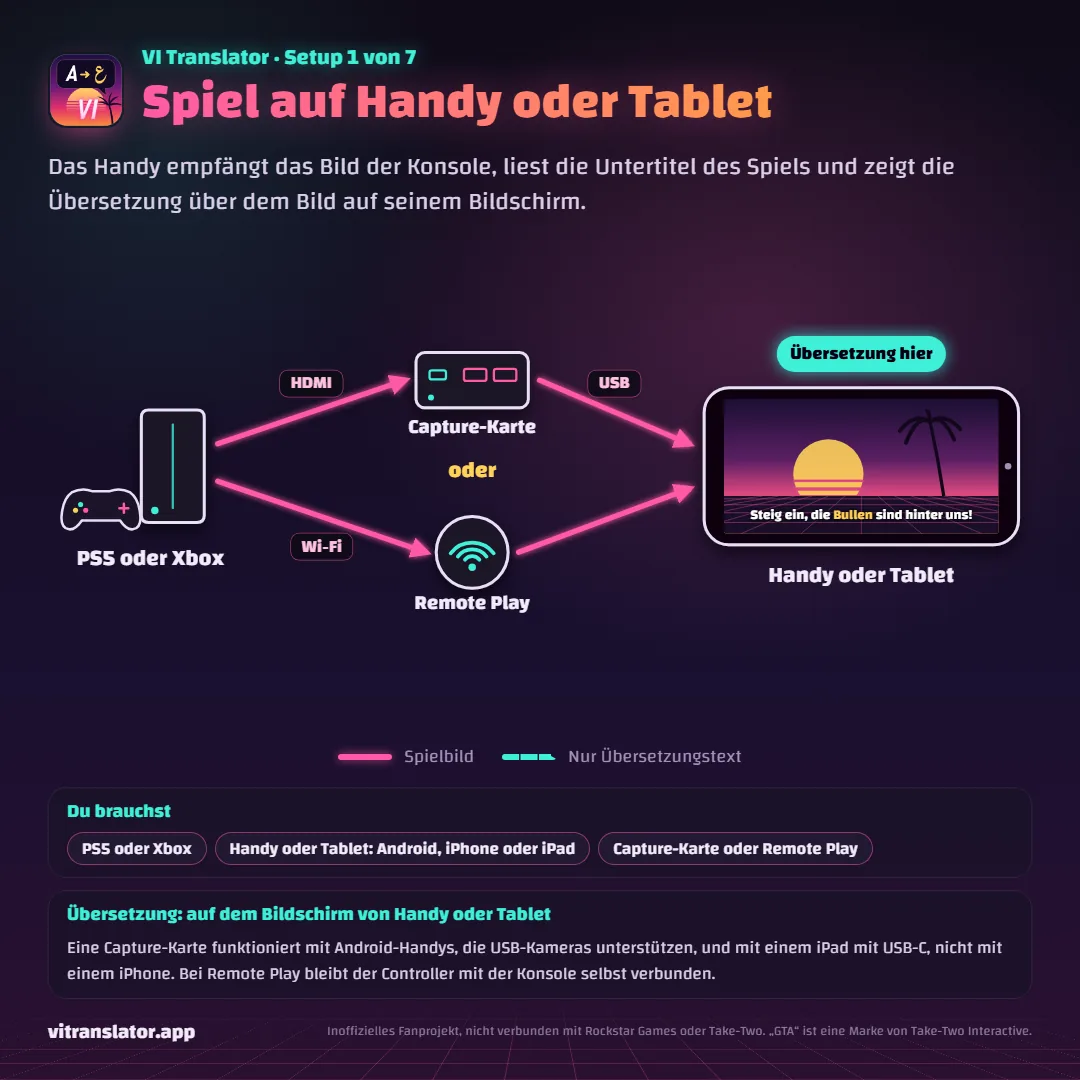 A→ع
VI
VI Translator · Setup 1 von 7
Spiel auf Handy oder Tablet
Das Handy empfängt das Bild der Konsole, liest die Untertitel des Spiels und zeigt die
Übersetzung über dem Bild auf seinem Bildschirm.
Übersetzung hier
HDMI
USB
Capture-Karte
oder
Steig ein, die Bullen sind hinter uns!
Wi-Fi
PS5 oder Xbox
Handy oder Tablet
Remote Play
Spielbild
Nur Übersetzungstext
Du brauchst
PS5 oder Xbox
Handy oder Tablet: Android, iPhone oder iPad
Capture-Karte oder Remote Play
Übersetzung: auf dem Bildschirm von Handy oder Tablet
Eine Capture-Karte funktioniert mit Android-Handys, die USB-Kameras unterstützen, und mit einem iPad mit USB-C, nicht mit
einem iPhone. Bei Remote Play bleibt der Controller mit der Konsole selbst verbunden.
vitranslator.app
Inoffizielles Fanprojekt, nicht verbunden mit Rockstar Games oder Take-Two. „GTA“ ist eine Marke von Take-Two Interactive.